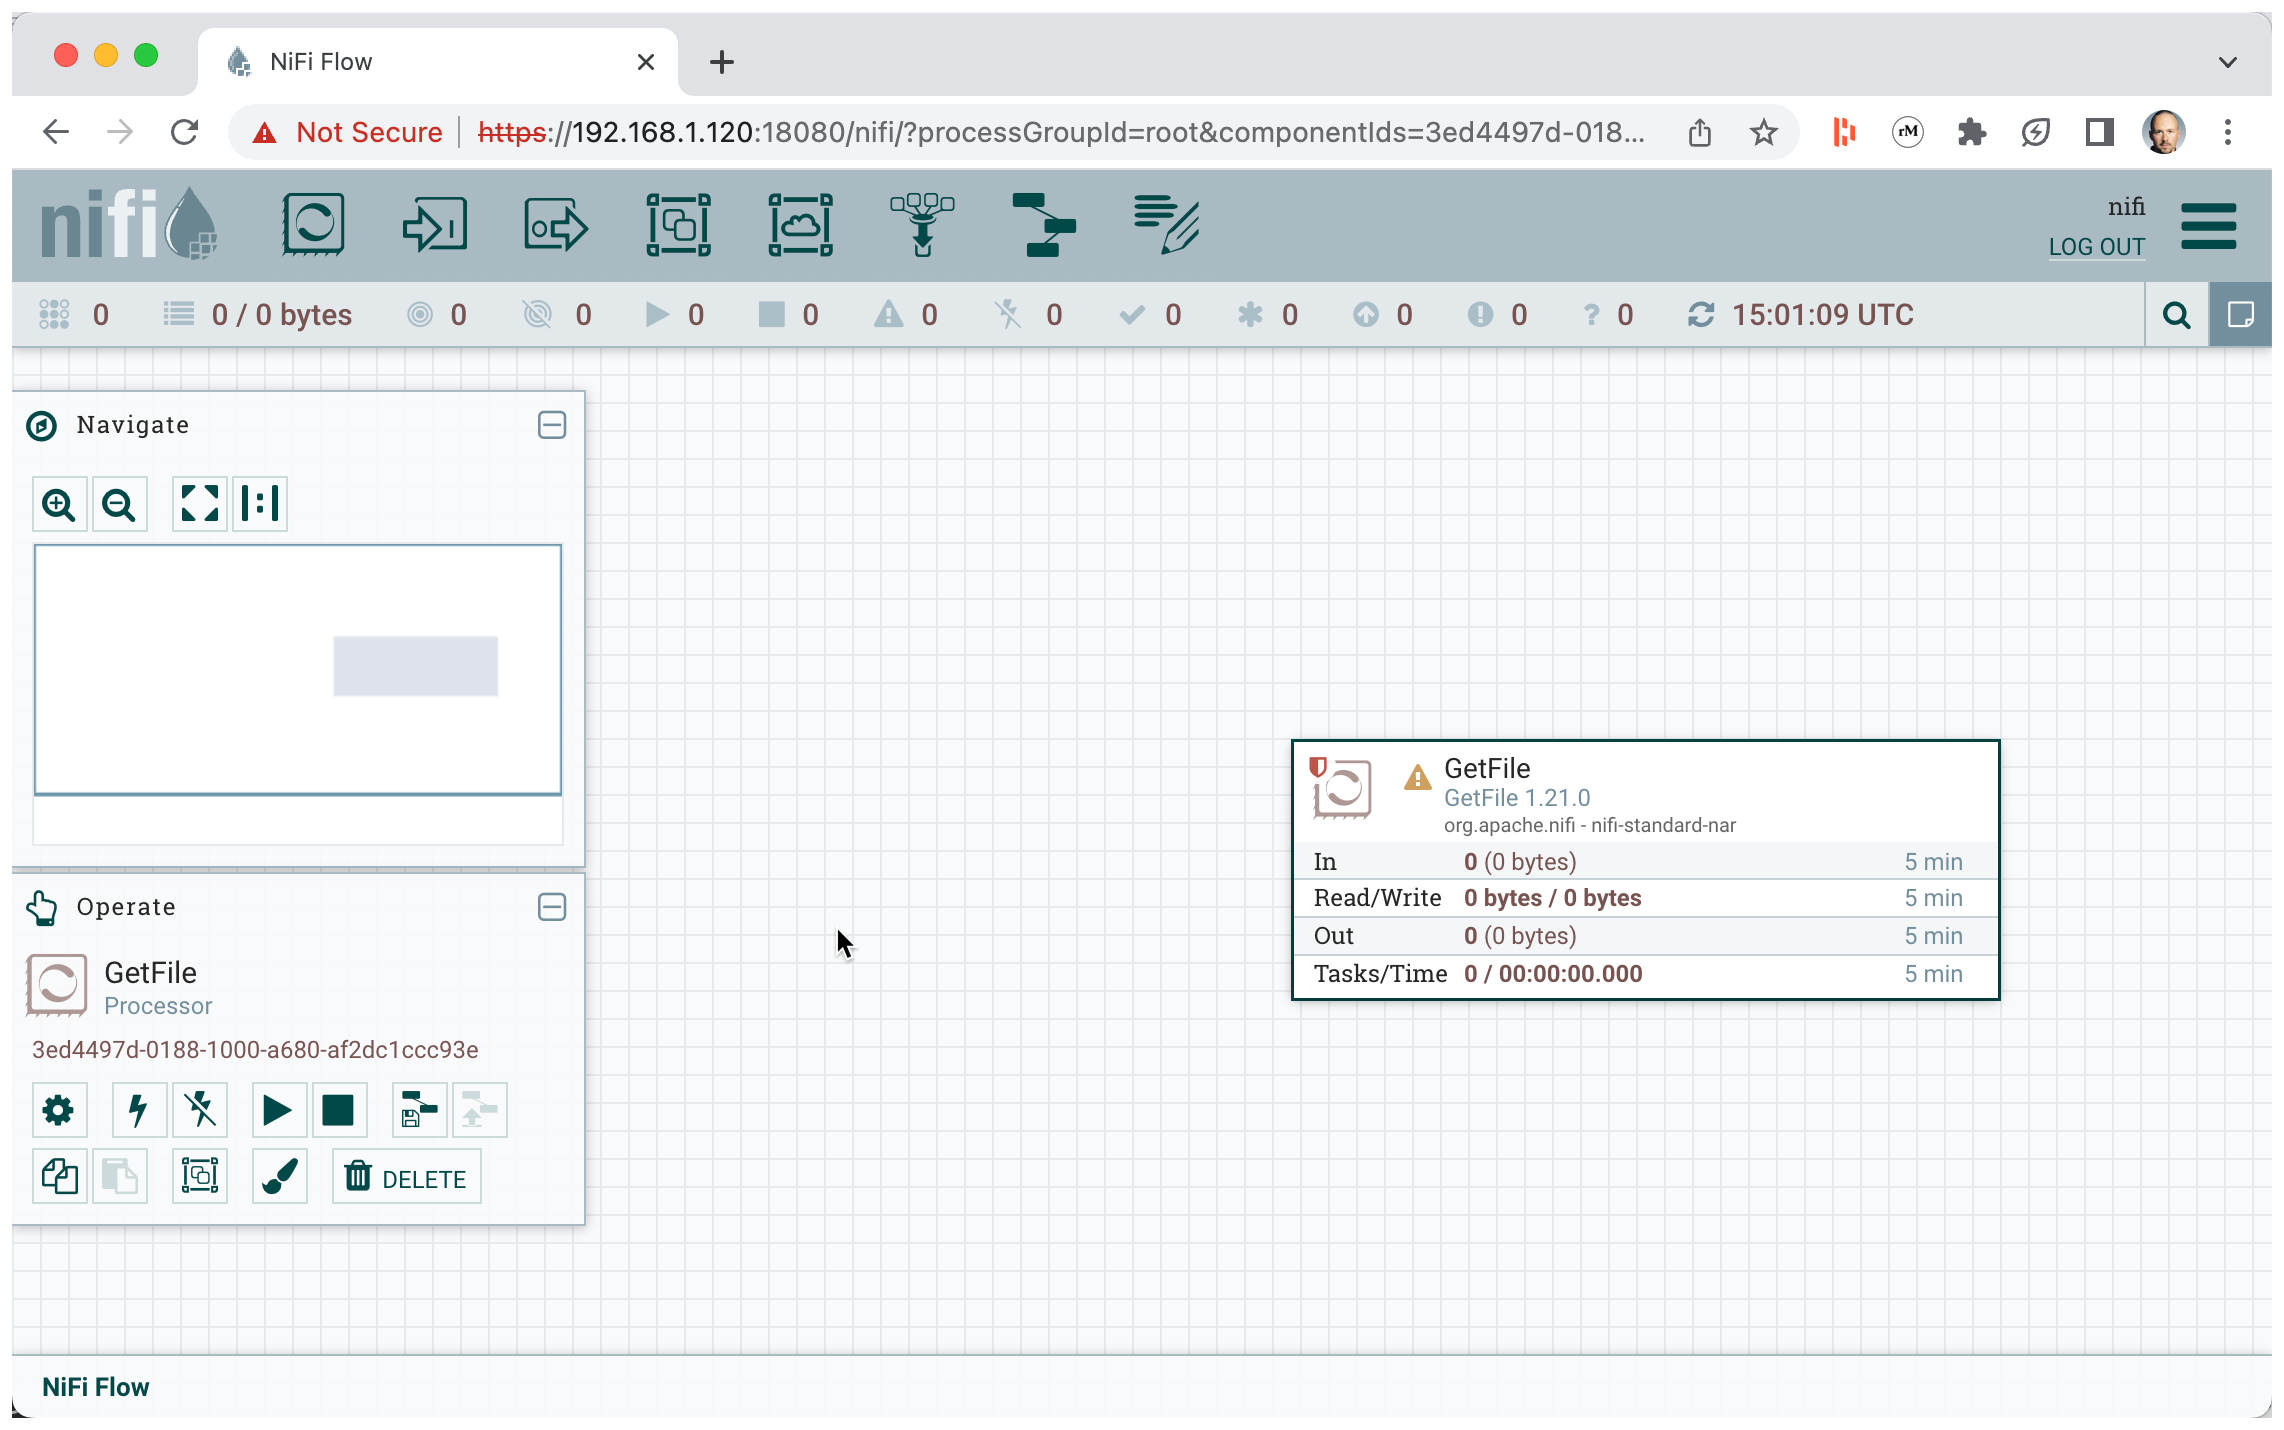 NiFi Flow
Not Secure https://192.168.1.120:18080/nifi/?processGroupId=root&componentIds=3ed4497d-018... rM
nifi
nifi
LOG OUT
0 0 / 0 bytes 0 0 0 0 0 0 0 0 0 0 ? 0 15:01:09 UTC
Navigate
GetFile
GetFile 1.21.0
org.apache.nifi - nifi-standard-nar
In 0 (0 bytes) 5 min
Read/Write 0 bytes / 0 bytes 5 min
Out 0 (0 bytes) 5 min
Tasks/Time 0 / 00:00:00.000 5 min
Operate
GetFile
Processor
3ed4497d-0188-1000-a680-af2dc1ccc93e
DELETE
NiFi Flow